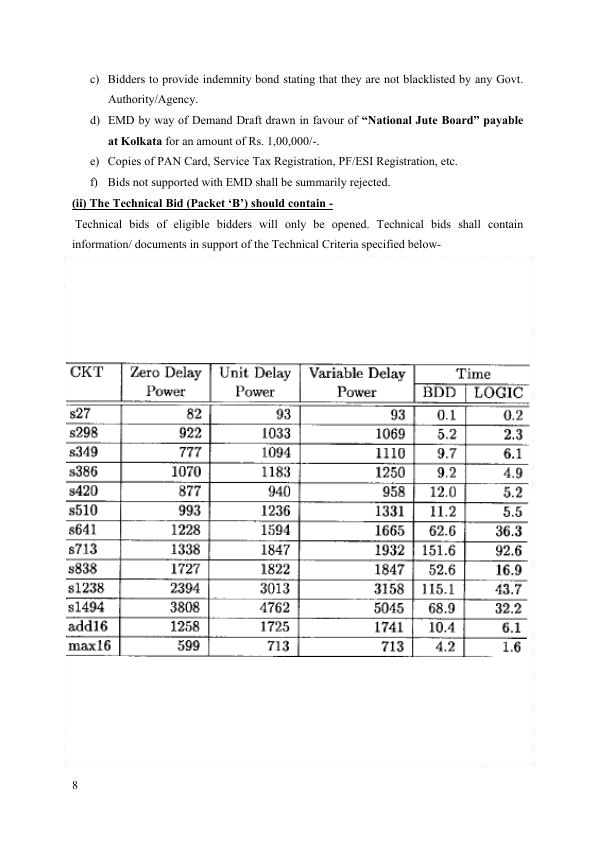 c) Bidders to provide indemnity bond stating that they are not blacklisted by any Govt.
Authority/Agency.
d) EMD by way of Demand Draft drawn in favour of “National Jute Board” payable
at Kolkata for an amount of Rs. 1,00,000/-.
e) Copies of PAN Card, Service Tax Registration, PF/ESI Registration, etc.
f) Bids not supported with EMD shall be summarily rejected.
(ii) The Technical Bid (Packet ‘B’) should contain -
Technical bids of eligible bidders will only be opened. Technical bids shall contain
information/ documents in support of the Technical Criteria specified below-
CKT Zero Delay Unit Delay Variable Delay Time
Power Power Power BDD LOGIC
s27 82 93 93 0.1 0.2
s298 922 1033 1069 5.2 2.3
s349 777 1094 1110 9.7 6.1
s386 1070 1183 1250 9.2 4.9
s420 877 940 958 12.0 5.2
s510 993 1236 1331 11.2 5.5
s641 1228 1594 1665 62.6 36.3
s713 1338 1847 1932 151.6 92.6
s838 1727 1822 1847 52.6 16.9
s1238 2394 3013 3158 115.1 43.7
s1494 3808 4762 5045 68.9 32.2
add16 1258 1725 1741 10.4 6.1
max16 599 713 713 4.2 1.6
8